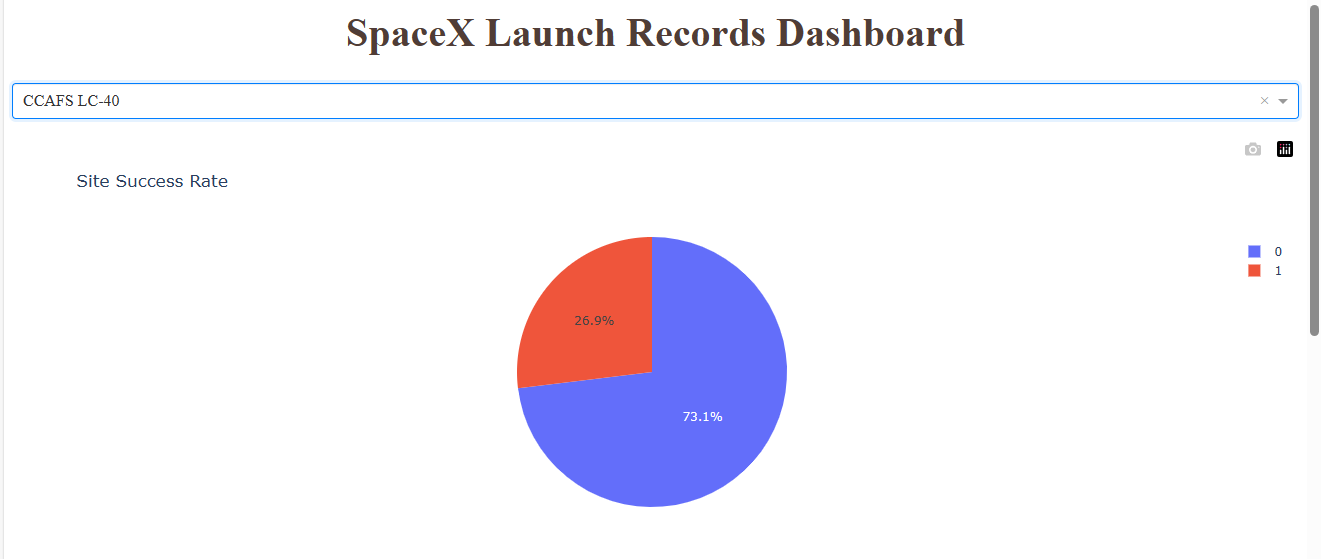 SpaceX Launch Records Dashboard
CCAFS LC-40
Site Success Rate
0
1
26.9%
73.1%